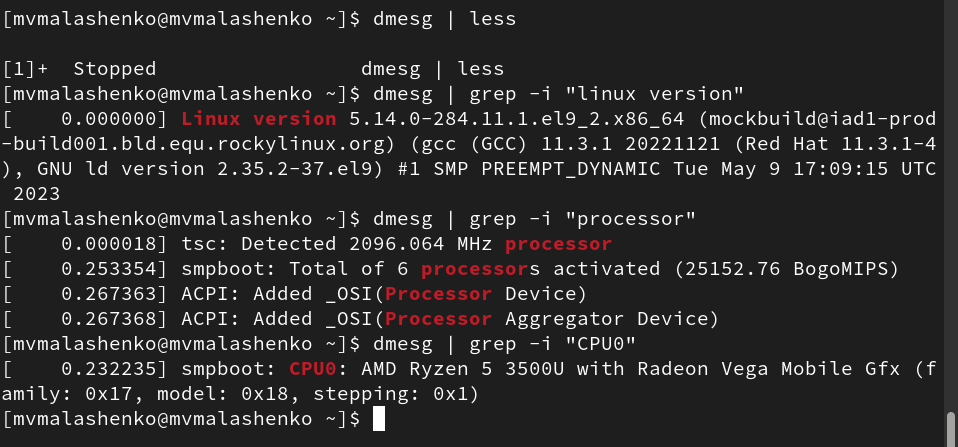 [mvmalashenko@mvmalashenko ~]$ dmesg | less

[1]+  Stopped                 dmesg | less
[mvmalashenko@mvmalashenko ~]$ dmesg | grep -i "linux version"
[    0.000000] Linux version 5.14.0-284.11.1.el9_2.x86_64 (mockbuild@iad1-prod
-build001.bld.equ.rockylinux.org) (gcc (GCC) 11.3.1 20221121 (Red Hat 11.3.1-4
), GNU ld version 2.35.2-37.el9) #1 SMP PREEMPT_DYNAMIC Tue May 9 17:09:15 UTC
 2023
[mvmalashenko@mvmalashenko ~]$ dmesg | grep -i "processor"
[    0.000018] tsc: Detected 2096.064 MHz processor
[    0.253354] smpboot: Total of 6 processors activated (25152.76 BogoMIPS)
[    0.267363] ACPI: Added _OSI(Processor Device)
[    0.267368] ACPI: Added _OSI(Processor Aggregator Device)
[mvmalashenko@mvmalashenko ~]$ dmesg | grep -i "CPU0"
[    0.232235] smpboot: CPU0: AMD Ryzen 5 3500U with Radeon Vega Mobile Gfx (f
amily: 0x17, model: 0x18, stepping: 0x1)
[mvmalashenko@mvmalashenko ~]$